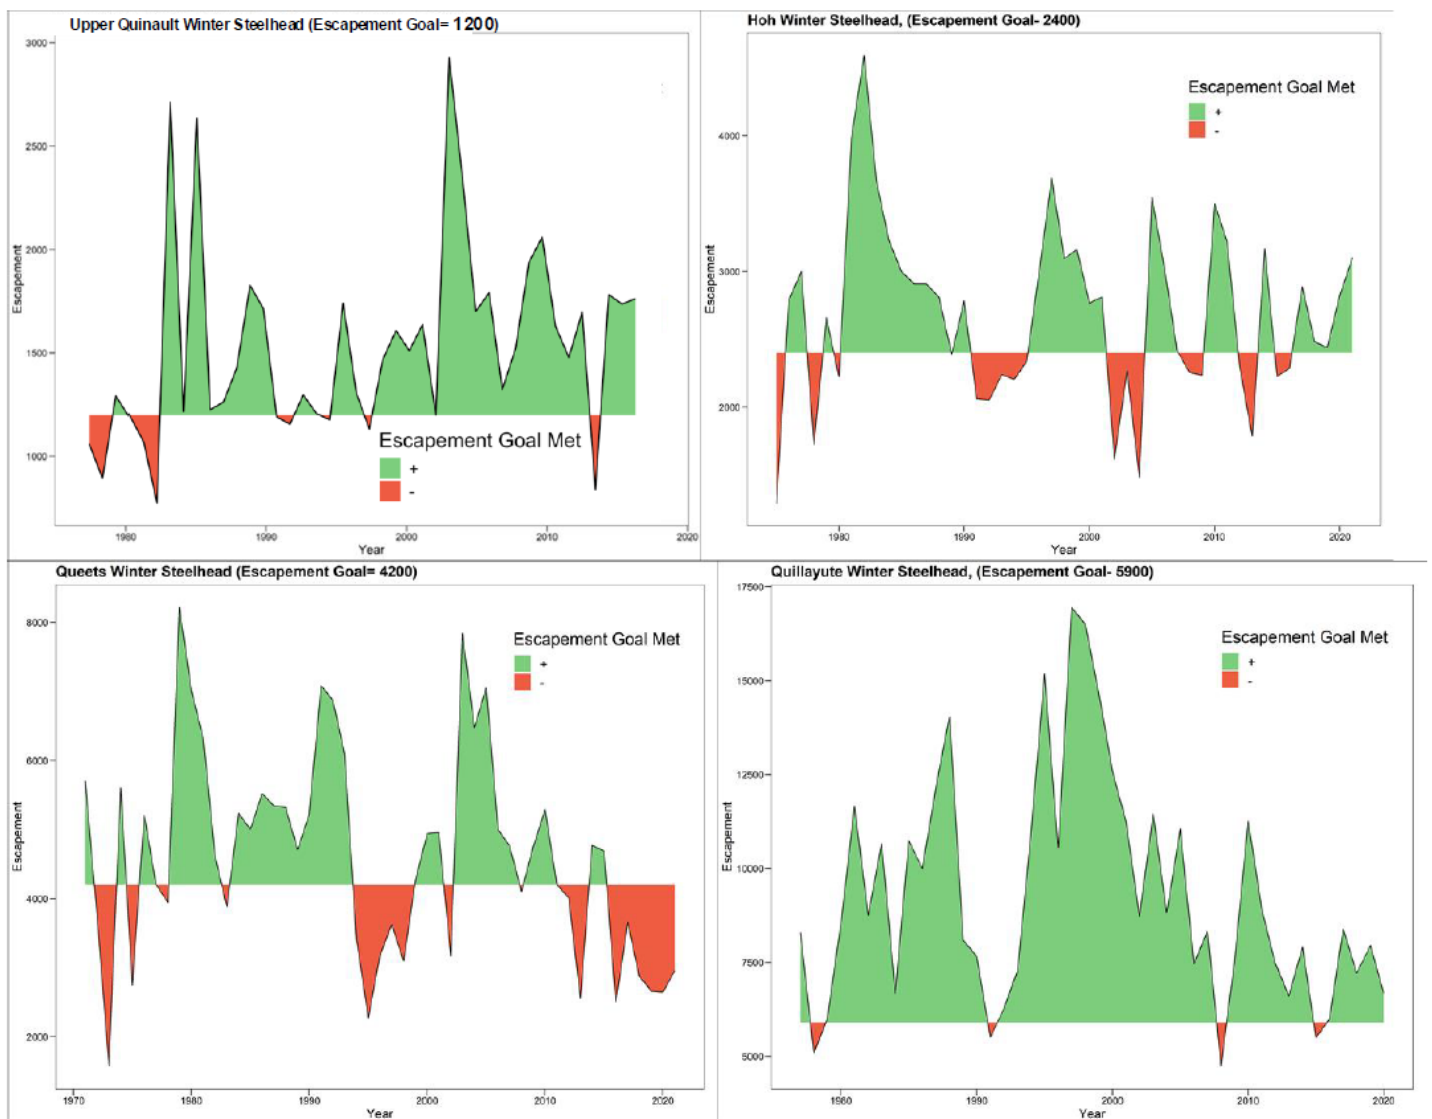 Upper Quinault Winter Steelhead (Escapement Goal= 1200)
3000
2500
2000
1500
1000
Escapement
Escapement Goal Met
+
-
1980
1990
2000
2010
2020
Year
Hoh Winter Steelhead, (Escapement Goal- 2400)
4000
3000
2000
Escapement
Escapement Goal Met
+
-
1980
1990
2000
2010
2020
Year
Queets Winter Steelhead (Escapement Goal= 4200)
8000
6000
4000
2000
Escapement
Escapement Goal Met
+
-
1970
1980
1990
2000
2010
2020
Year
Quillayute Winter Steelhead, (Escapement Goal- 5900)
17500
15000
12500
10000
7500
5000
Escapement
Escapement Goal Met
+
-
1980
1990
2000
2010
2020
Year